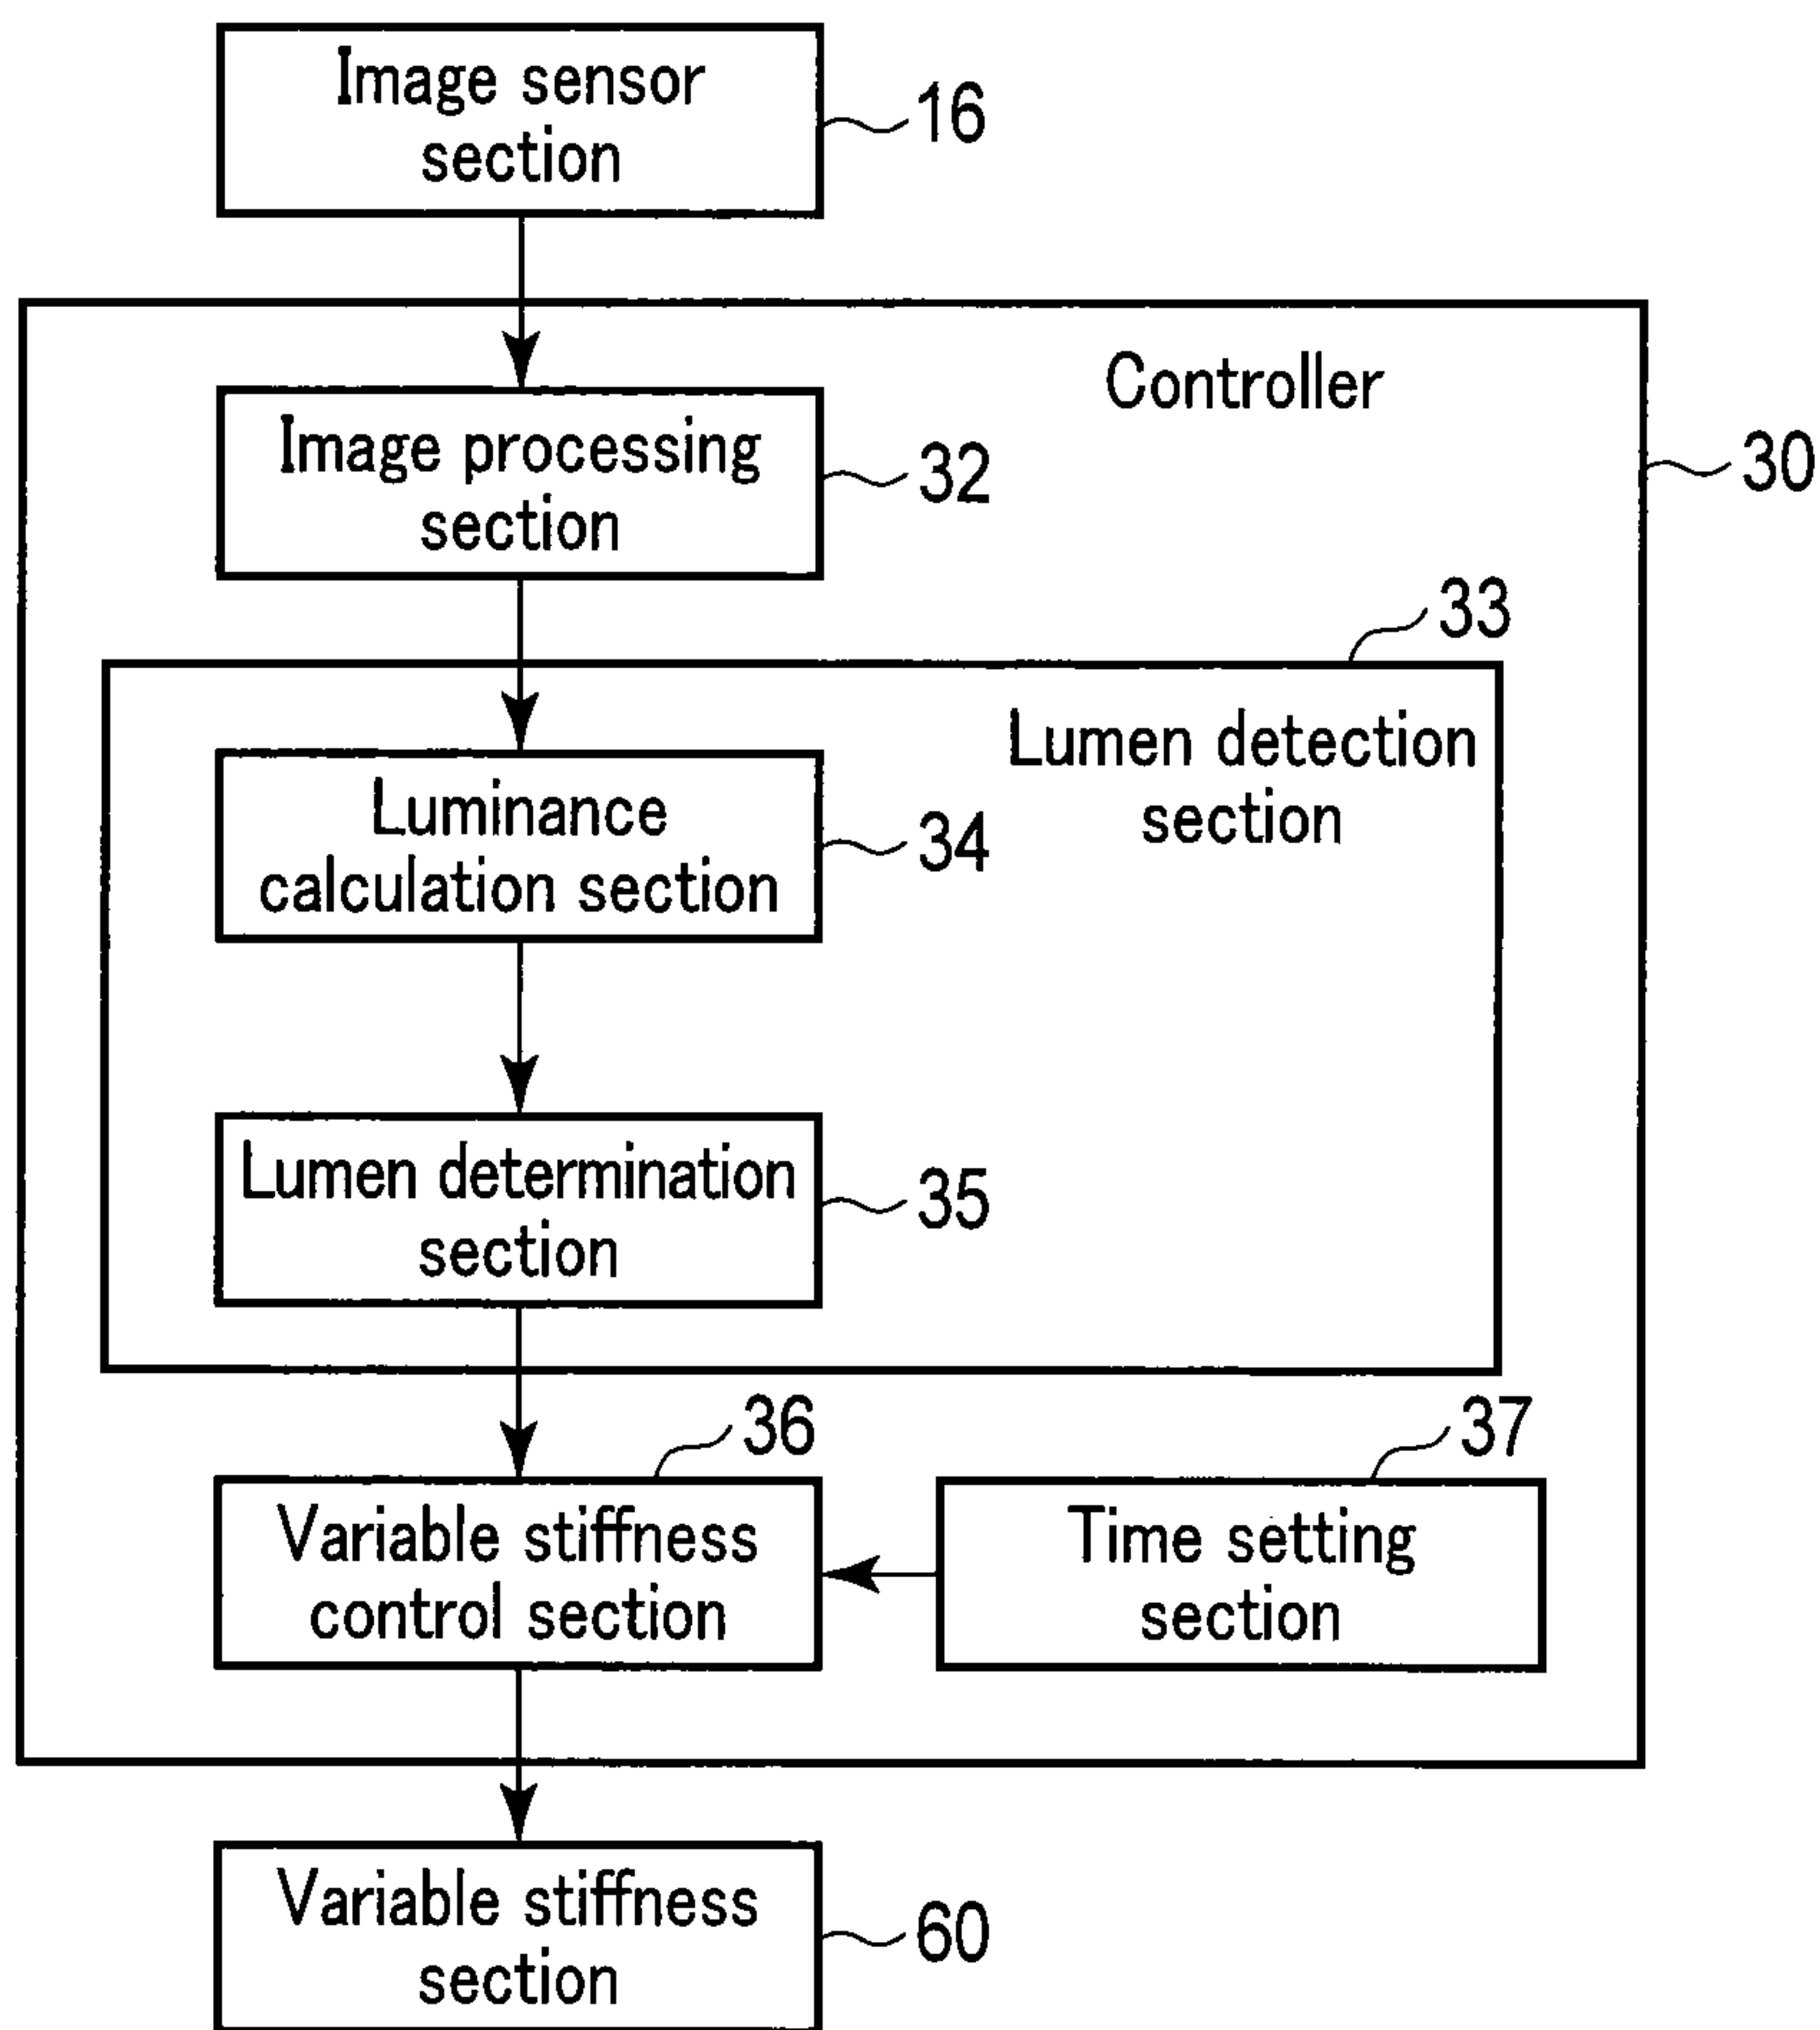 Image sensor
section
16
Controller
30
Image processing
section
32
33
Lumen detection
section
Luminance
calculation section
34
Lumen determination
section
35
36
37
Variable stiffness
control section
Time setting
section
Variable stiffness
section
60